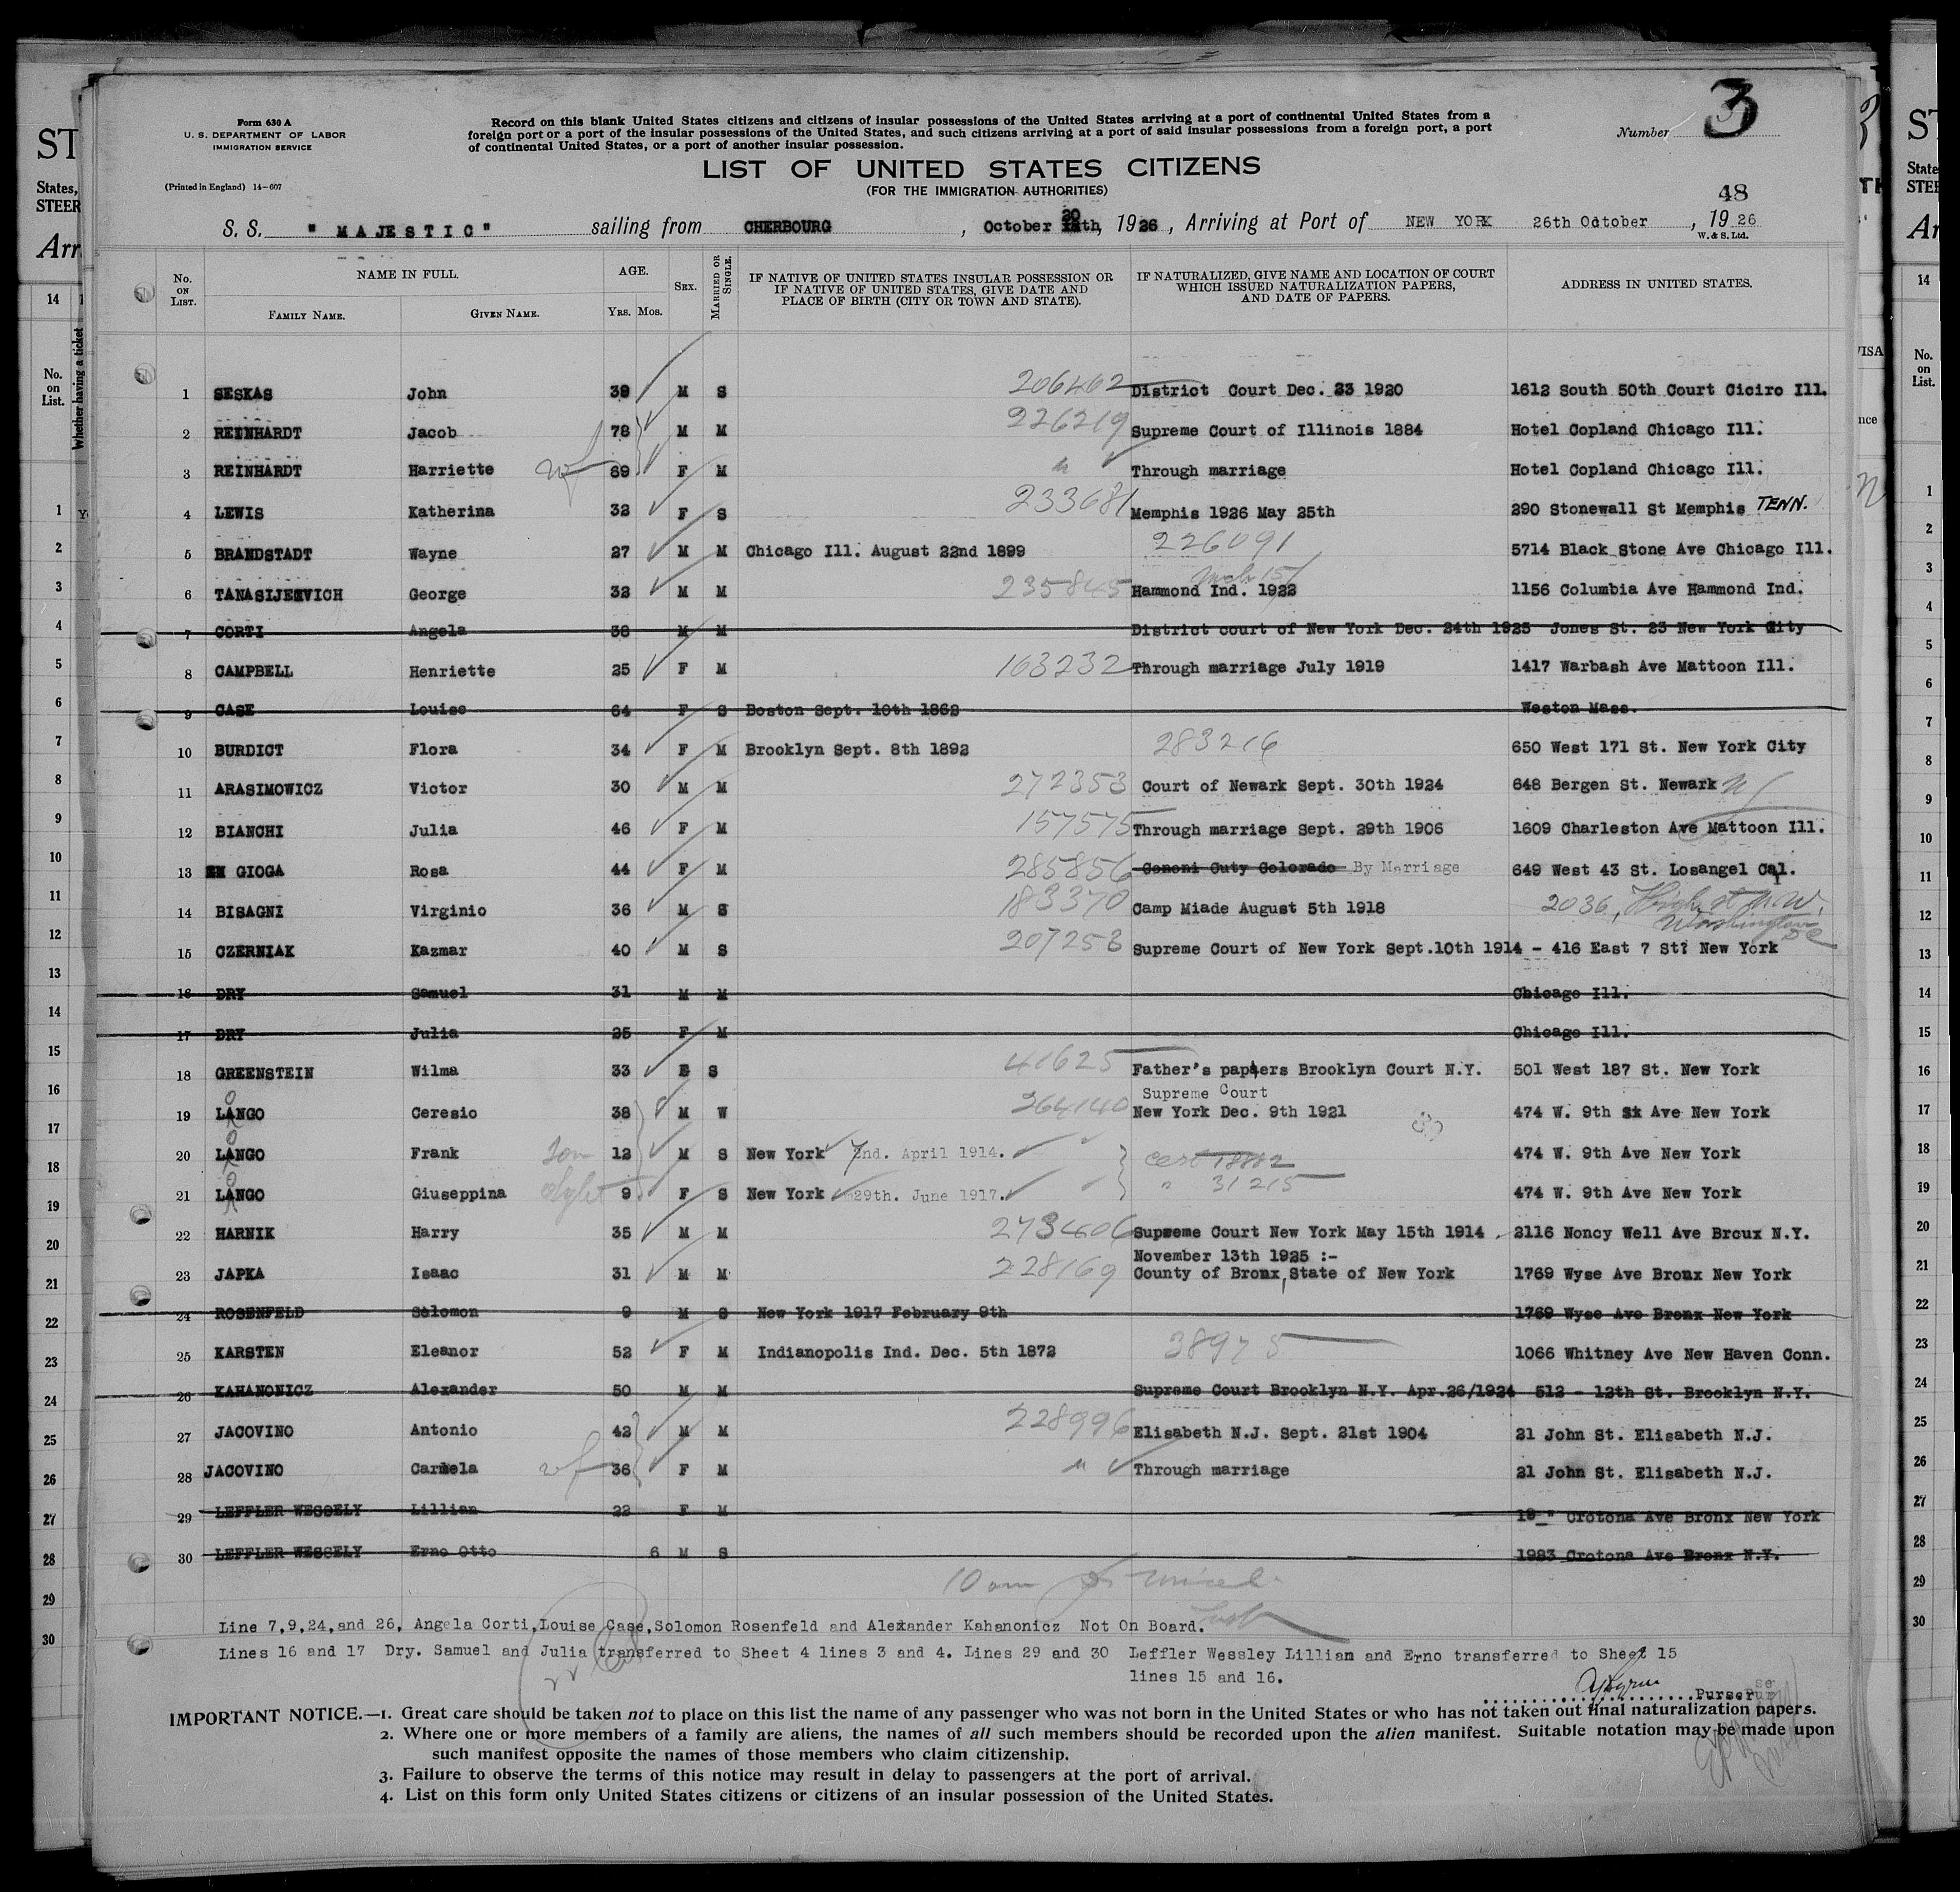 Form 630 A
U. S. DEPARTMENT OF LABOR
IMMIGRATION SERVICE
(Printed in England) 14-607
Record on this blank United States citizens and citizens of insular possessions of the United States arriving at a port of continental United States from a
foreign port or a port of the insular possessions of the United States, and such citizens arriving at a port of said insular possessions from a foreign port, a port
of continental United States, or a port of another insular possession.
Number 3
LIST OF UNITED STATES CITIZENS
(FOR THE IMMIGRATION AUTHORITIES)
48
S. S. "MAJESTIC" sailing from CHERBOURG, October 20th, 1926, Arriving at Port of NEW YORK 26th October, 1926
W. & S. Ltd.
No. ON LIST. NAME IN FULL. FAMILY NAME. GIVEN NAME. AGE. YRS. MOS. SEX. MARRIED OR SINGLE. IF NATIVE OF UNITED STATES INSULAR POSSESSION OR IF NATIVE OF UNITED STATES, GIVE DATE AND PLACE OF BIRTH (CITY OR TOWN AND STATE). IF NATURALIZED, GIVE NAME AND LOCATION OF COURT WHICH ISSUED NATURALIZATION PAPERS, AND DATE OF PAPERS. ADDRESS IN UNITED STATES.
1 SESKAS John 39 M S 206462 District Court Dec. 23 1920 1612 South 50th Court Ciciro Ill.
2 REINHARDT Jacob 78 M M 226219 Supreme Court of Illinois 1884 Hotel Copland Chicago Ill.
3 REINHARDT Harriette wf 69 F M " Through marriage Hotel Copland Chicago Ill.
4 LEWIS Katherina 32 F S 233681 Memphis 1926 May 25th 290 Stonewall St Memphis TENN.
5 BRANDSTADT Wayne 27 M M Chicago Ill. August 22nd 1899 226091 5714 Black Stone Ave Chicago Ill.
6 TANASIJEEVICH George 32 M M 235845 Hammond Ind. 1922 1156 Columbia Ave Hammond Ind.
7 CORTI Angela 38 M M District court of New York Dec. 24th 1925 Jones St. 23 New York City
8 CAMPBELL Henriette 25 F M 163232 Through marriage July 1919 1417 Warbash Ave Mattoon Ill.
9 CASE Louise 64 F S Boston Sept. 10th 1862 Weston Mass.
10 BURDICT Flora 34 F M Brooklyn Sept. 8th 1892 283216 650 West 171 St. New York City
11 ARASIMOWICZ Victor 30 M M 272353 Court of Newark Sept. 30th 1924 648 Bergen St. Newark NJ
12 BIANCHI Julia 46 F M 157575 Through marriage Sept. 29th 1906 1609 Charleston Ave Mattoon Ill.
13 GIOGA Rosa 44 F M 285856 Cononi Cuty Colorado By Marriage 649 West 43 St. Losangel Cal.
14 BISAGNI Virginio 36 M S 183370 Camp Miade August 5th 1918 2036, High St N.W. Washington DC
15 CZERNIAK Kazmar 40 M S 207253 Supreme Court of New York Sept.10th 1914 - 416 East 7 St? New York
16 DRY Samuel 31 M M Chicago Ill.
17 DRY Julia 25 F M Chicago Ill.
18 GREENSTEIN Wilma 33 S 41625 Father's papers Brooklyn Court N.Y. 501 West 187 St. New York
Supreme Court
19 LANGO Ceresio 38 M W 264140 New York Dec. 9th 1921 474 W. 9th Ave New York
20 LANGO Frank son 12 M S New York 2nd. April 1914. cert 18882 474 W. 9th Ave New York
21 LANGO Giuseppina 9 F S New York 29th. June 1917. " 31215 474 W. 9th Ave New York
22 HARNIK Harry 35 M M 273406 Supreme Court New York May 15th 1914 2116 Noncy Well Ave Broux N.Y.
November 13th 1925 :-
23 JAPKA Isaac 31 M M 228169 County of Bronx, State of New York 1769 Wyse Ave Bronx New York
24 ROSENFELD Solomon 9 M S New York 1917 February 9th 1769 Wyse Ave Bronx New York
25 KARSTEN Eleanor 52 F M Indianopolis Ind. Dec. 5th 1872 38975 1066 Whitney Ave New Haven Conn.
26 KAHANONICZ Alexander 50 M M Supreme Court Brooklyn N.Y. Apr.26/1924 512 - 12th St. Brooklyn N.Y.
27 JACOVINO Antonio 42 M M 228996 Elisabeth N.J. Sept. 21st 1904 21 John St. Elisabeth N.J.
28 JACOVINO Carmela wf 36 F M " Through marriage 21 John St. Elisabeth N.J.
29 LEFFLER WESSELY Lillian 22 F M Crotona Ave Bronx New York
30 LEFFLER WESSELY Erno Otto 6 M S 1993 Crotona Ave Bronx N.Y.
Line 7,9,24,and 26, Angela Corti,Louise Case,Solomon Rosenfeld and Alexander Kahanonicz Not On Board.
Lines 16 and 17 Dry. Samuel and Julia transferred to Sheet 4 lines 3 and 4. Lines 29 and 30 Leffler Wessley Lillian and Erno transferred to Sheet 15
lines 15 and 16.
Purser
IMPORTANT NOTICE.—1. Great care should be taken not to place on this list the name of any passenger who was not born in the United States or who has not taken out final naturalization papers.
2. Where one or more members of a family are aliens, the names of all such members should be recorded upon the alien manifest. Suitable notation may be made upon
such manifest opposite the names of those members who claim citizenship.
3. Failure to observe the terms of this notice may result in delay to passengers at the port of arrival.
4. List on this form only United States citizens or citizens of an insular possession of the United States.